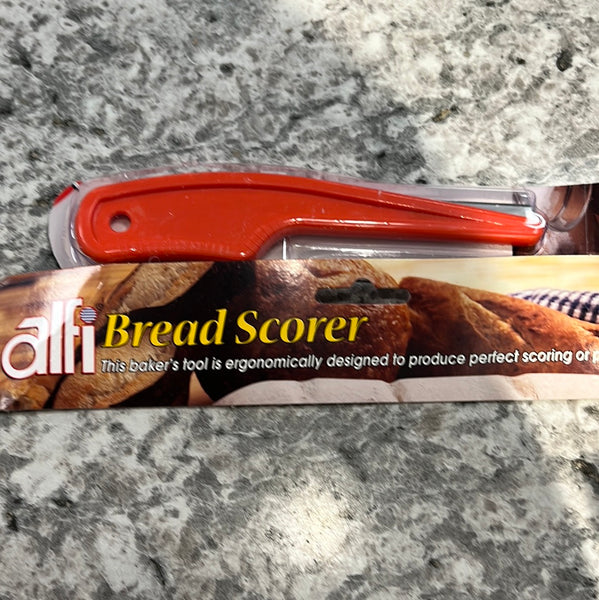 alfi
Bread Scorer
This baker's tool is ergonomically designed to produce perfect scoring or